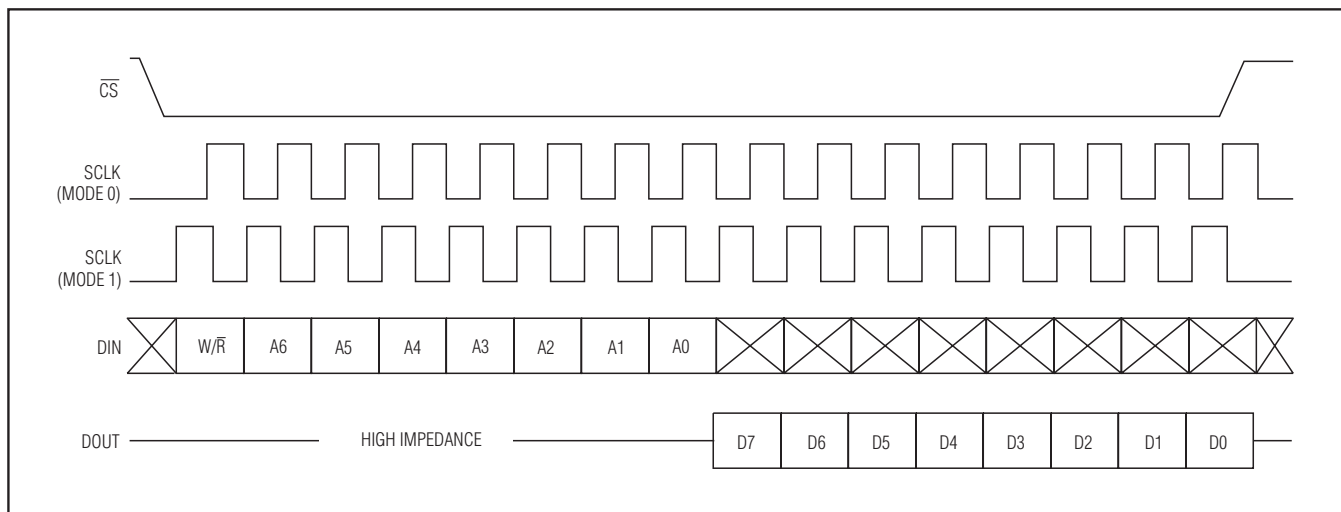 C̅S̅
SCLK
(MODE 0)
SCLK
(MODE 1)
DIN W/R̅ A6 A5 A4 A3 A2 A1 A0
DOUT HIGH IMPEDANCE D7 D6 D5 D4 D3 D2 D1 D0